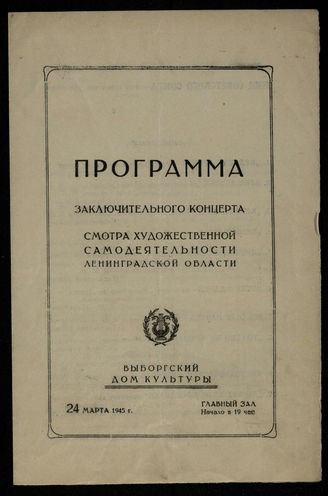 ПРОГРАММА
ЗАКЛЮЧИТЕЛЬНОГО КОНЦЕРТА
СМОТРА ХУДОЖЕСТВЕННОЙ
САМОДЕЯТЕЛЬНОСТИ
ЛЕНИНГРАДСКОЙ ОБЛАСТИ
ВЫБОРГСКИЙ
ДОМ КУЛЬТУРЫ
24 МАРТА 1945 г.
ГЛАВНЫЙ ЗАЛ
Начало в 19 час